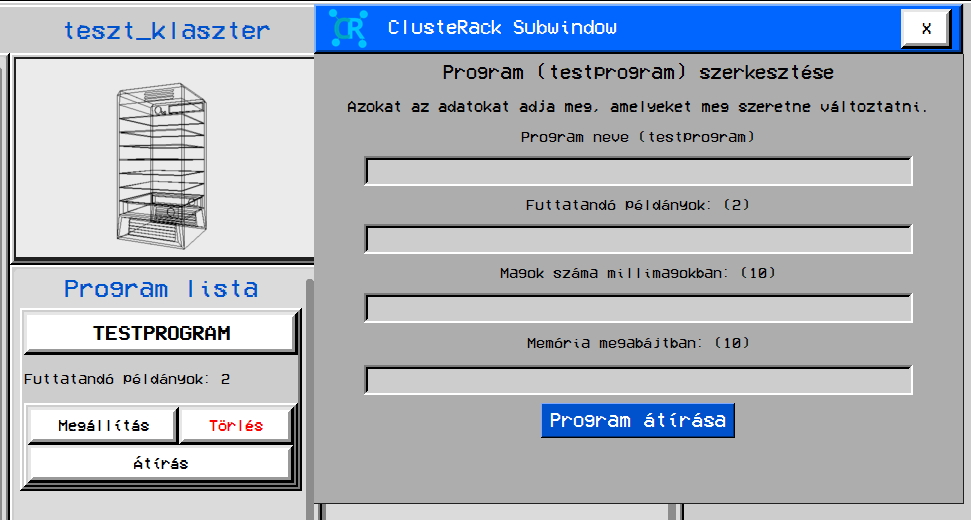 teszt_klaszter
CR ClusteRack Subwindow x
Program (testprogram) szerkesztése
Azokat az adatokat adja meg, amelyeket meg szeretne változtatni.
Program neve (testprogram)
Futtatandó példányok: (2)
Magok száma millimagokban: (10)
Memória megabájtban: (10)
Program átírása
Program lista
TESTPROGRAM
Futtatandó példányok: 2
Megállítás Törlés
Átírás